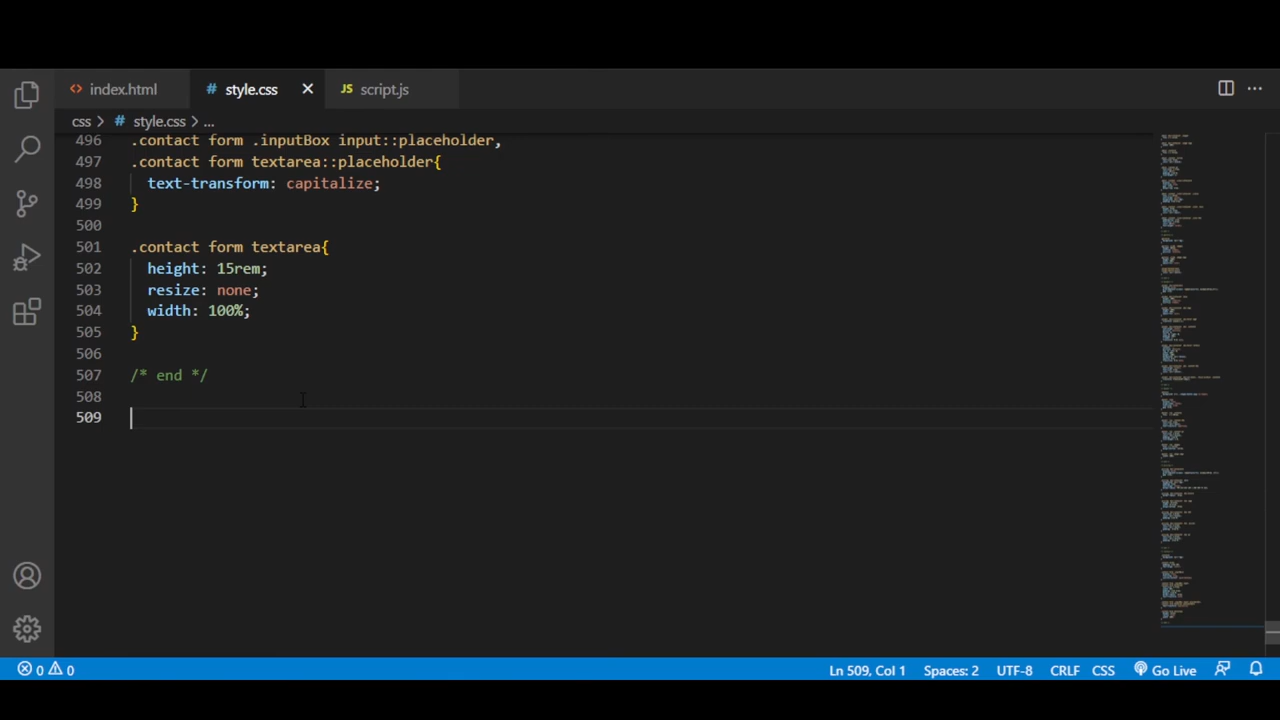 index.html
style.css
script.js
css > style.css > ...
496 .contact form .inputBox input::placeholder,
497 .contact form textarea::placeholder{
498 text-transform: capitalize;
499 }
500
501 .contact form textarea{
502 height: 15rem;
503 resize: none;
504 width: 100%;
505 }
506
507 /* end */
508
509
0 0
Ln 509, Col 1
Spaces: 2
UTF-8
CRLF
CSS
Go Live